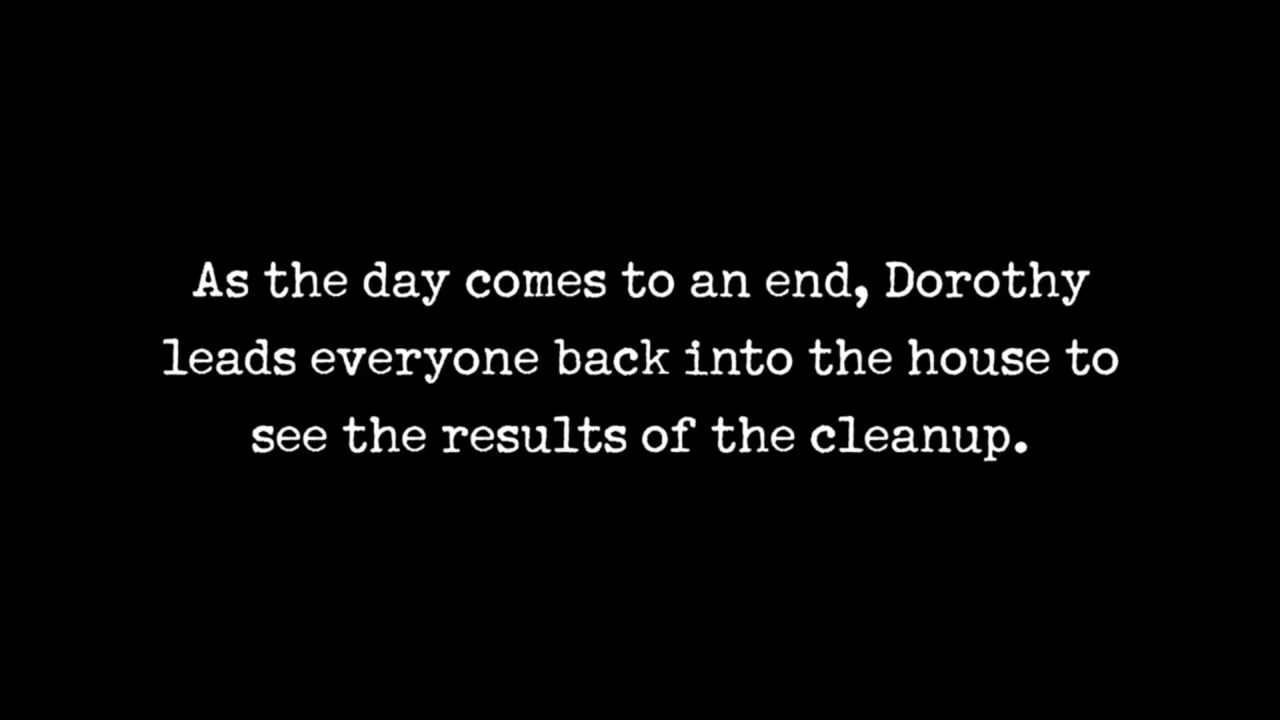 As the day comes to an end, Dorothy
leads everyone back into the house to
see the results of the cleanup.